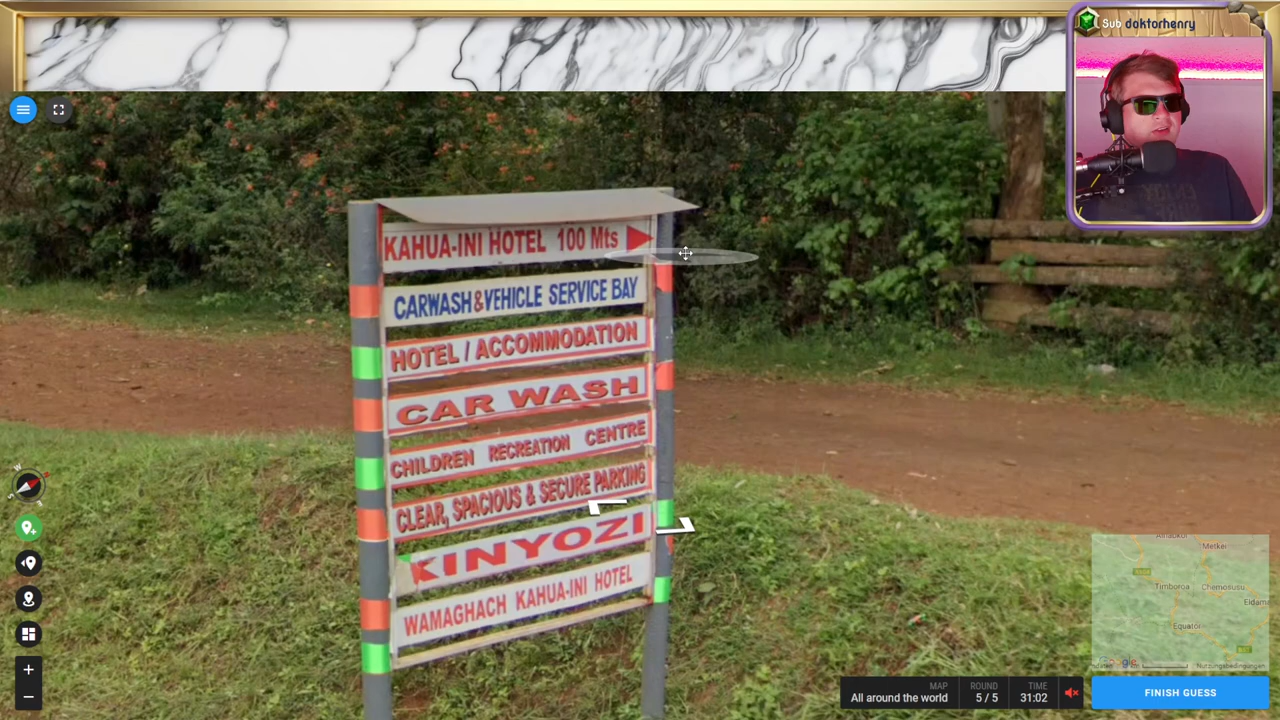 Sub doktorhenry
KAHUA-INI HOTEL 100 Mts
CARWASH&VEHICLE SERVICE BAY
HOTEL / ACCOMMODATION
CAR WASH
CHILDREN RECREATION CENTRE
CLEAR, SPACIOUS & SECURE PARKING
KINYOZI
WAMAGHACH KAHUA-INI HOTEL
W
S
Metkei
Timboroa
Chemosusu
Eldama
Equator
Google
Nutzungsbedingungen
MAP
All around the world
ROUND
5 / 5
TIME
31:02
FINISH GUESS